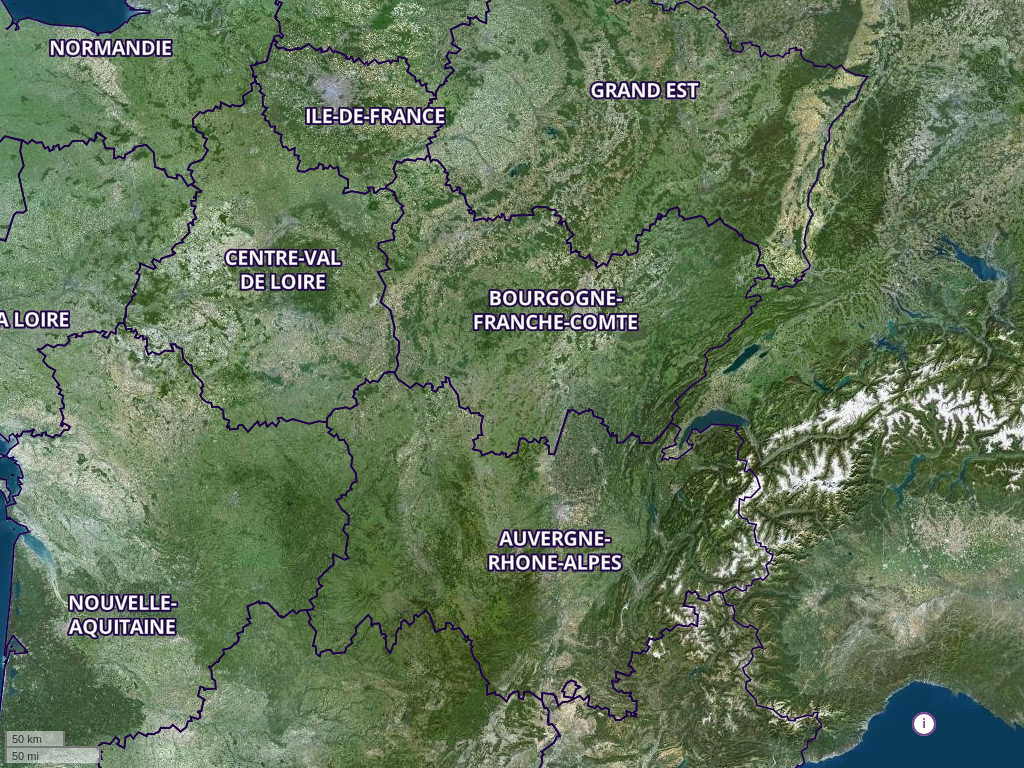 NORMANDIE
GRAND EST
ILE-DE-FRANCE
CENTRE-VAL
DE LOIRE
BOURGOGNE-
FRANCHE-COMTE
A LOIRE
AUVERGNE-
RHONE-ALPES
NOUVELLE-
AQUITAINE
i
50 km
50 mi